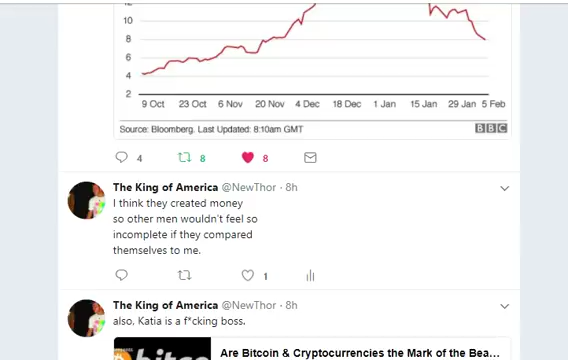 12
10
8
6
4
2
9 Oct 23 Oct 6 Nov 20 Nov 4 Dec 18 Dec 1 Jan 15 Jan 29 Jan 5 Feb
Source: Bloomberg. Last Updated: 8:10am GMT BBC
4 8 8
The King of America @NewThor · 8h
I think they created money
so other men wouldn't feel so
incomplete if they compared
themselves to me.
1
The King of America @NewThor · 8h
also, Katia is a f*cking boss.
bitco
Are Bitcoin & Cryptocurrencies the Mark of the Bea...